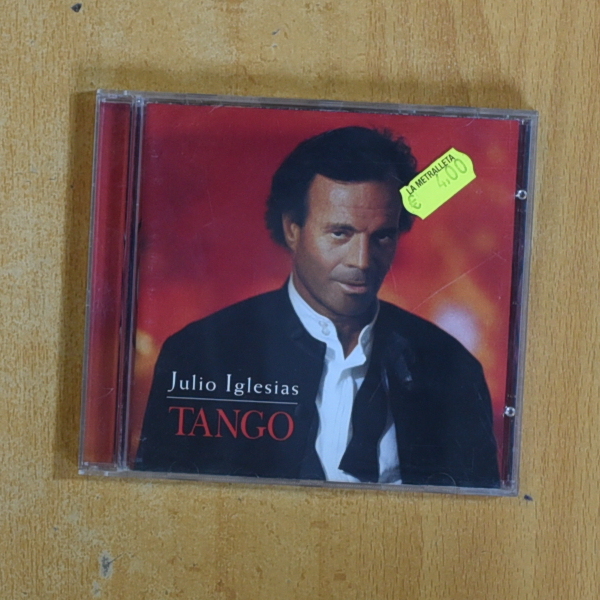 LA METRALLETA
€ 4,00
Julio Iglesias
TANGO